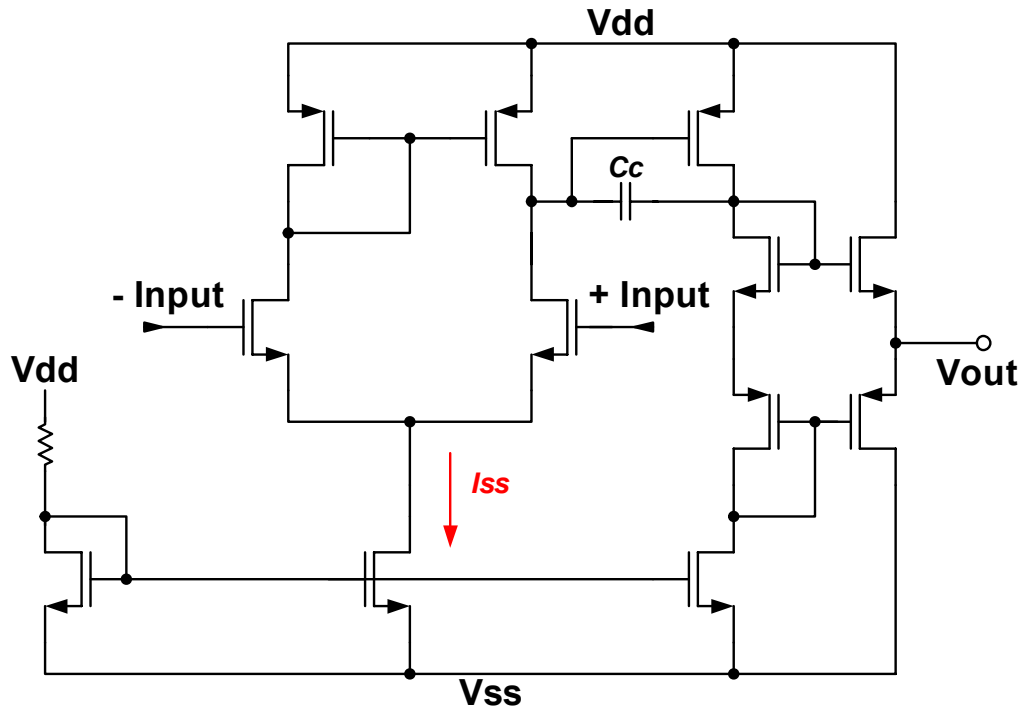 Vdd
Cc
- Input
+ Input
Vdd
Vout
Iss
Vss